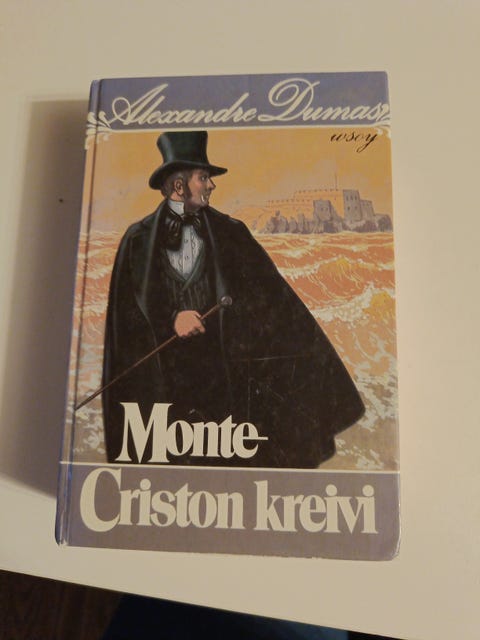 Alexandre Dumas
wsoy
Monte-
Criston kreivi